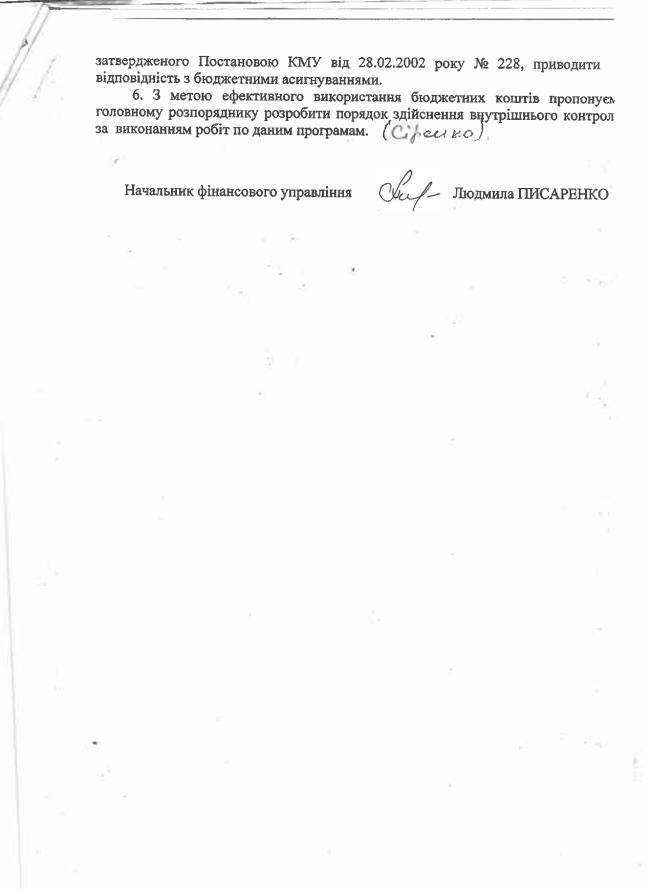 затвердженого Постановою КМУ від 28.02.2002 року № 228, приводити
відповідність з бюджетними асигнуваннями.
6. З метою ефективного використання бюджетних коштів пропонуєм
головному розпоряднику розробити порядок здійснення внутрішнього контрол
за виконанням робіт по даним програмам. (Сіренко)
Начальник фінансового управління Людмила ПИСАРЕНКО